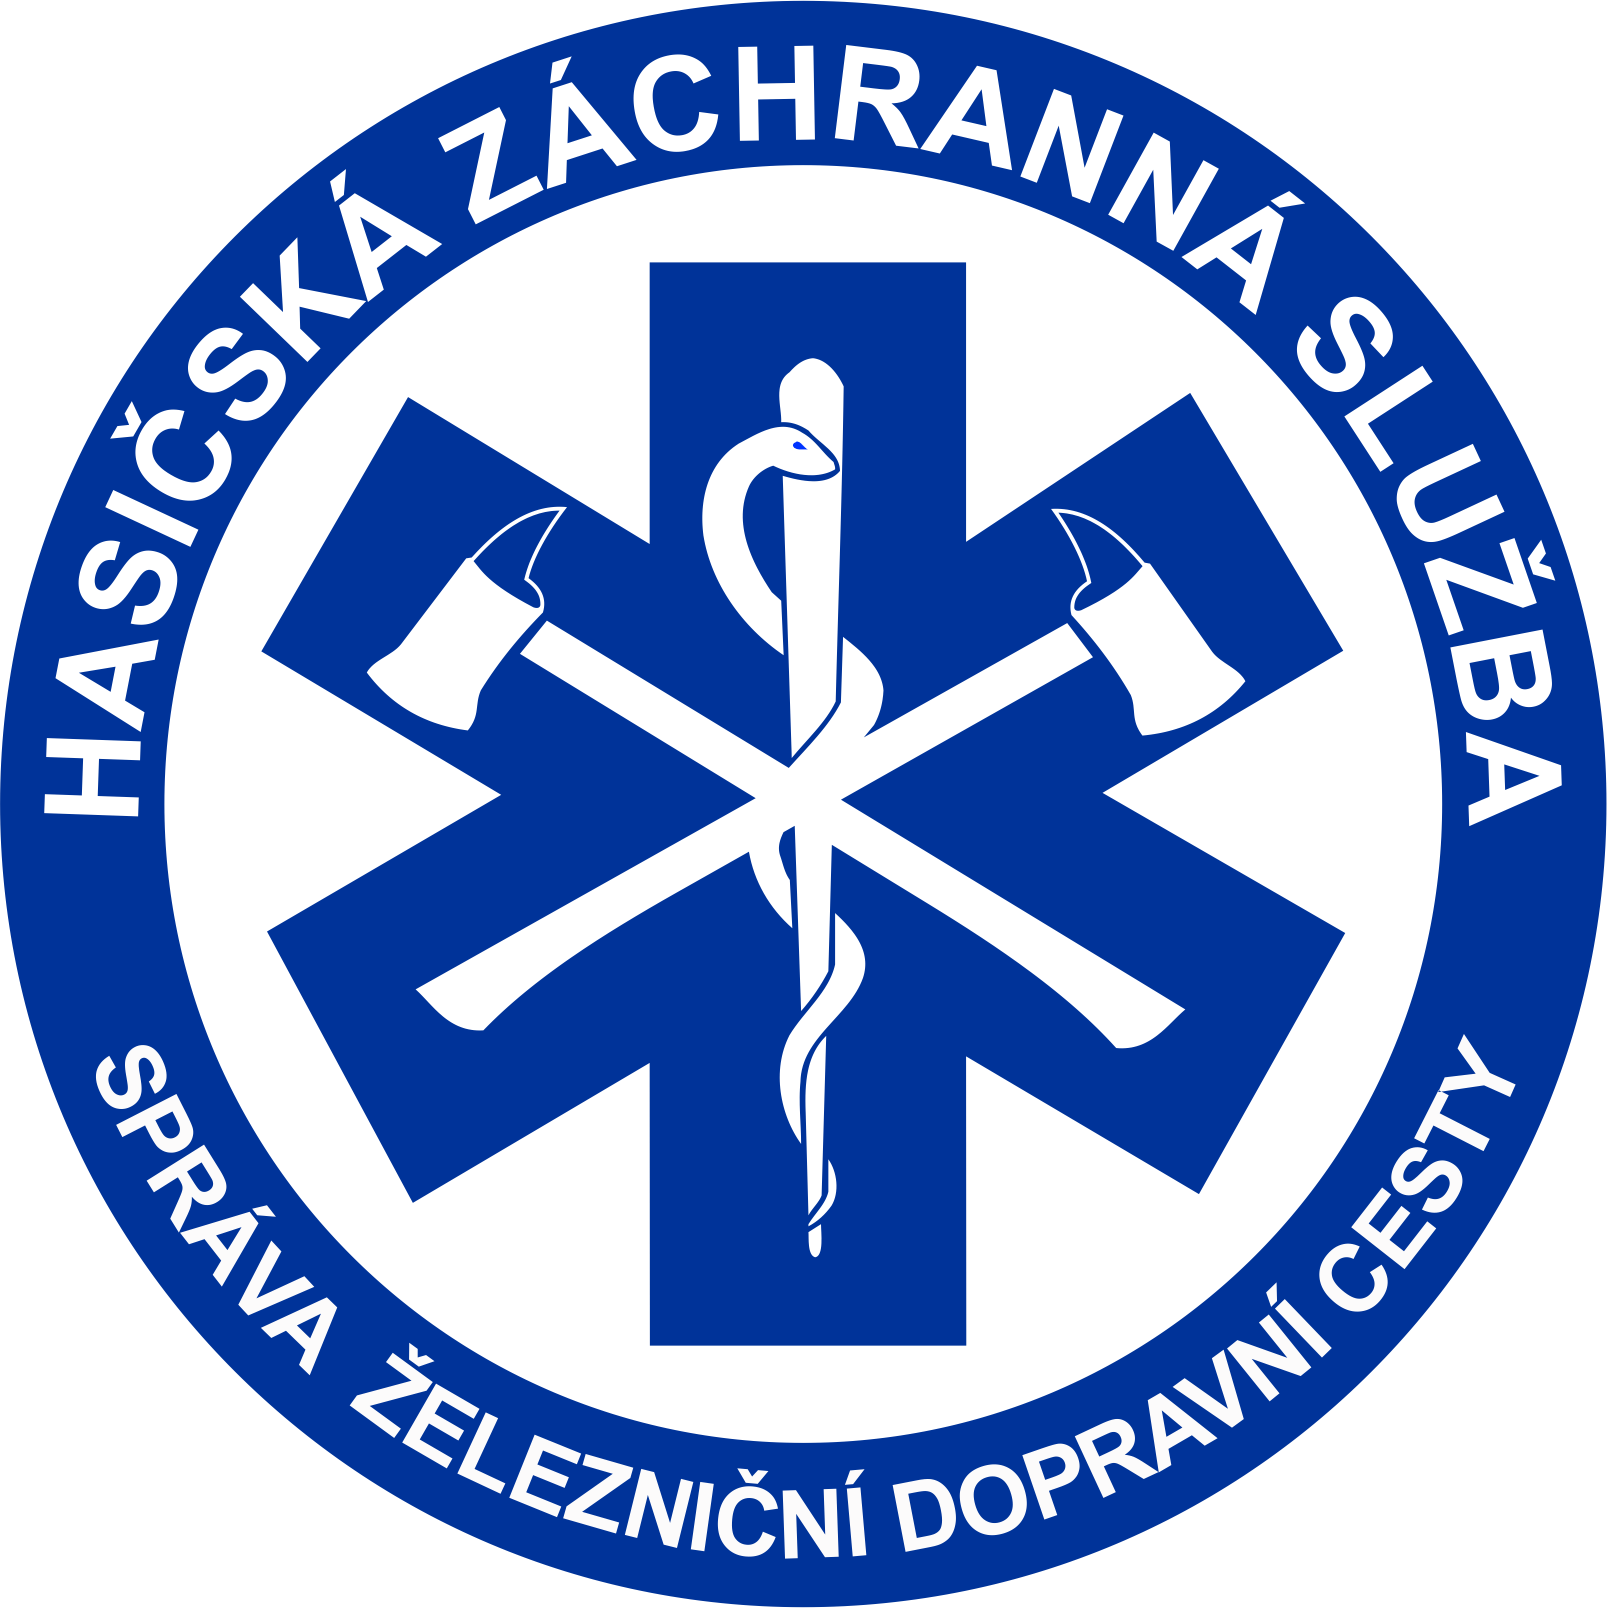 HASIČSKÁ ZÁCHRANNÁ SLUŽBA
SPRÁVA ŽELEZNIČNÍ DOPRAVNÍ CESTY